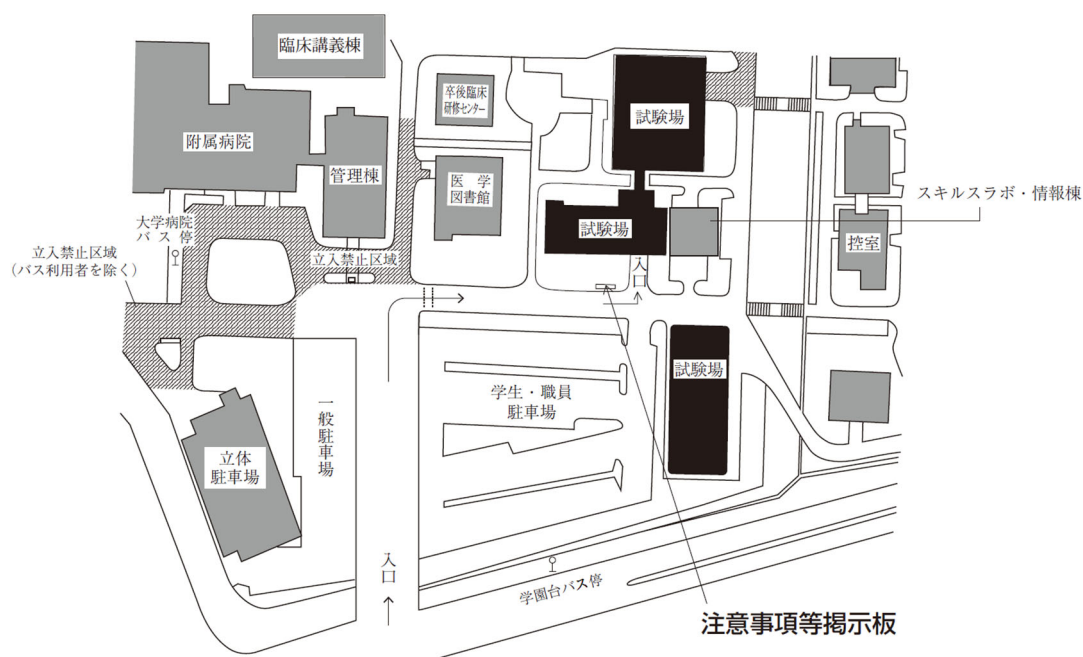 臨床講義棟
卒後臨床
研修センター
試験場
附属病院
管理棟
医学
図書館
スキルスラボ・情報棟
大学病院
バス停
試験場
控室
立入禁止区域
(バス利用者を除く)
立入禁止区域
入口
試験場
学生・職員
駐車場
一般駐車場
立体
駐車場
入口
学園台バス停
注意事項等掲示板